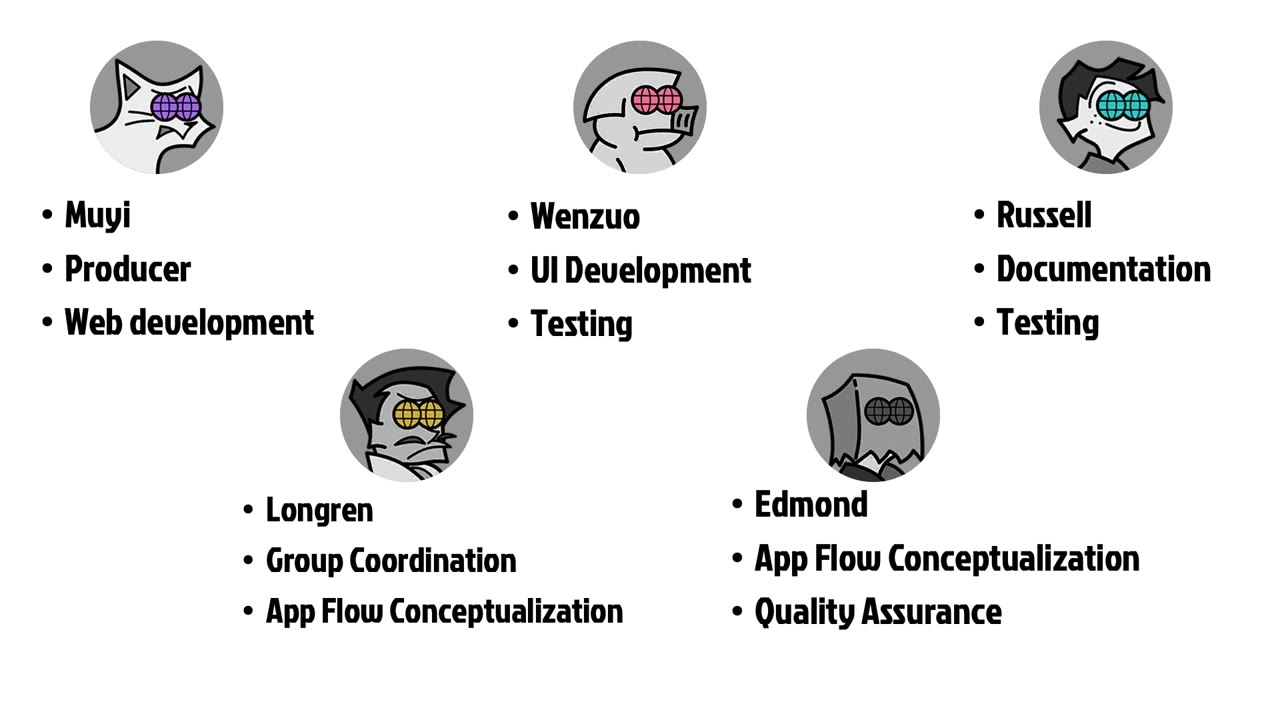 • Muyi
• Producer
• Web development
• Wenzuo
• UI Development
• Testing
• Russell
• Documentation
• Testing
• Longren
• Group Coordination
• App Flow Conceptualization
• Edmond
• App Flow Conceptualization
• Quality Assurance